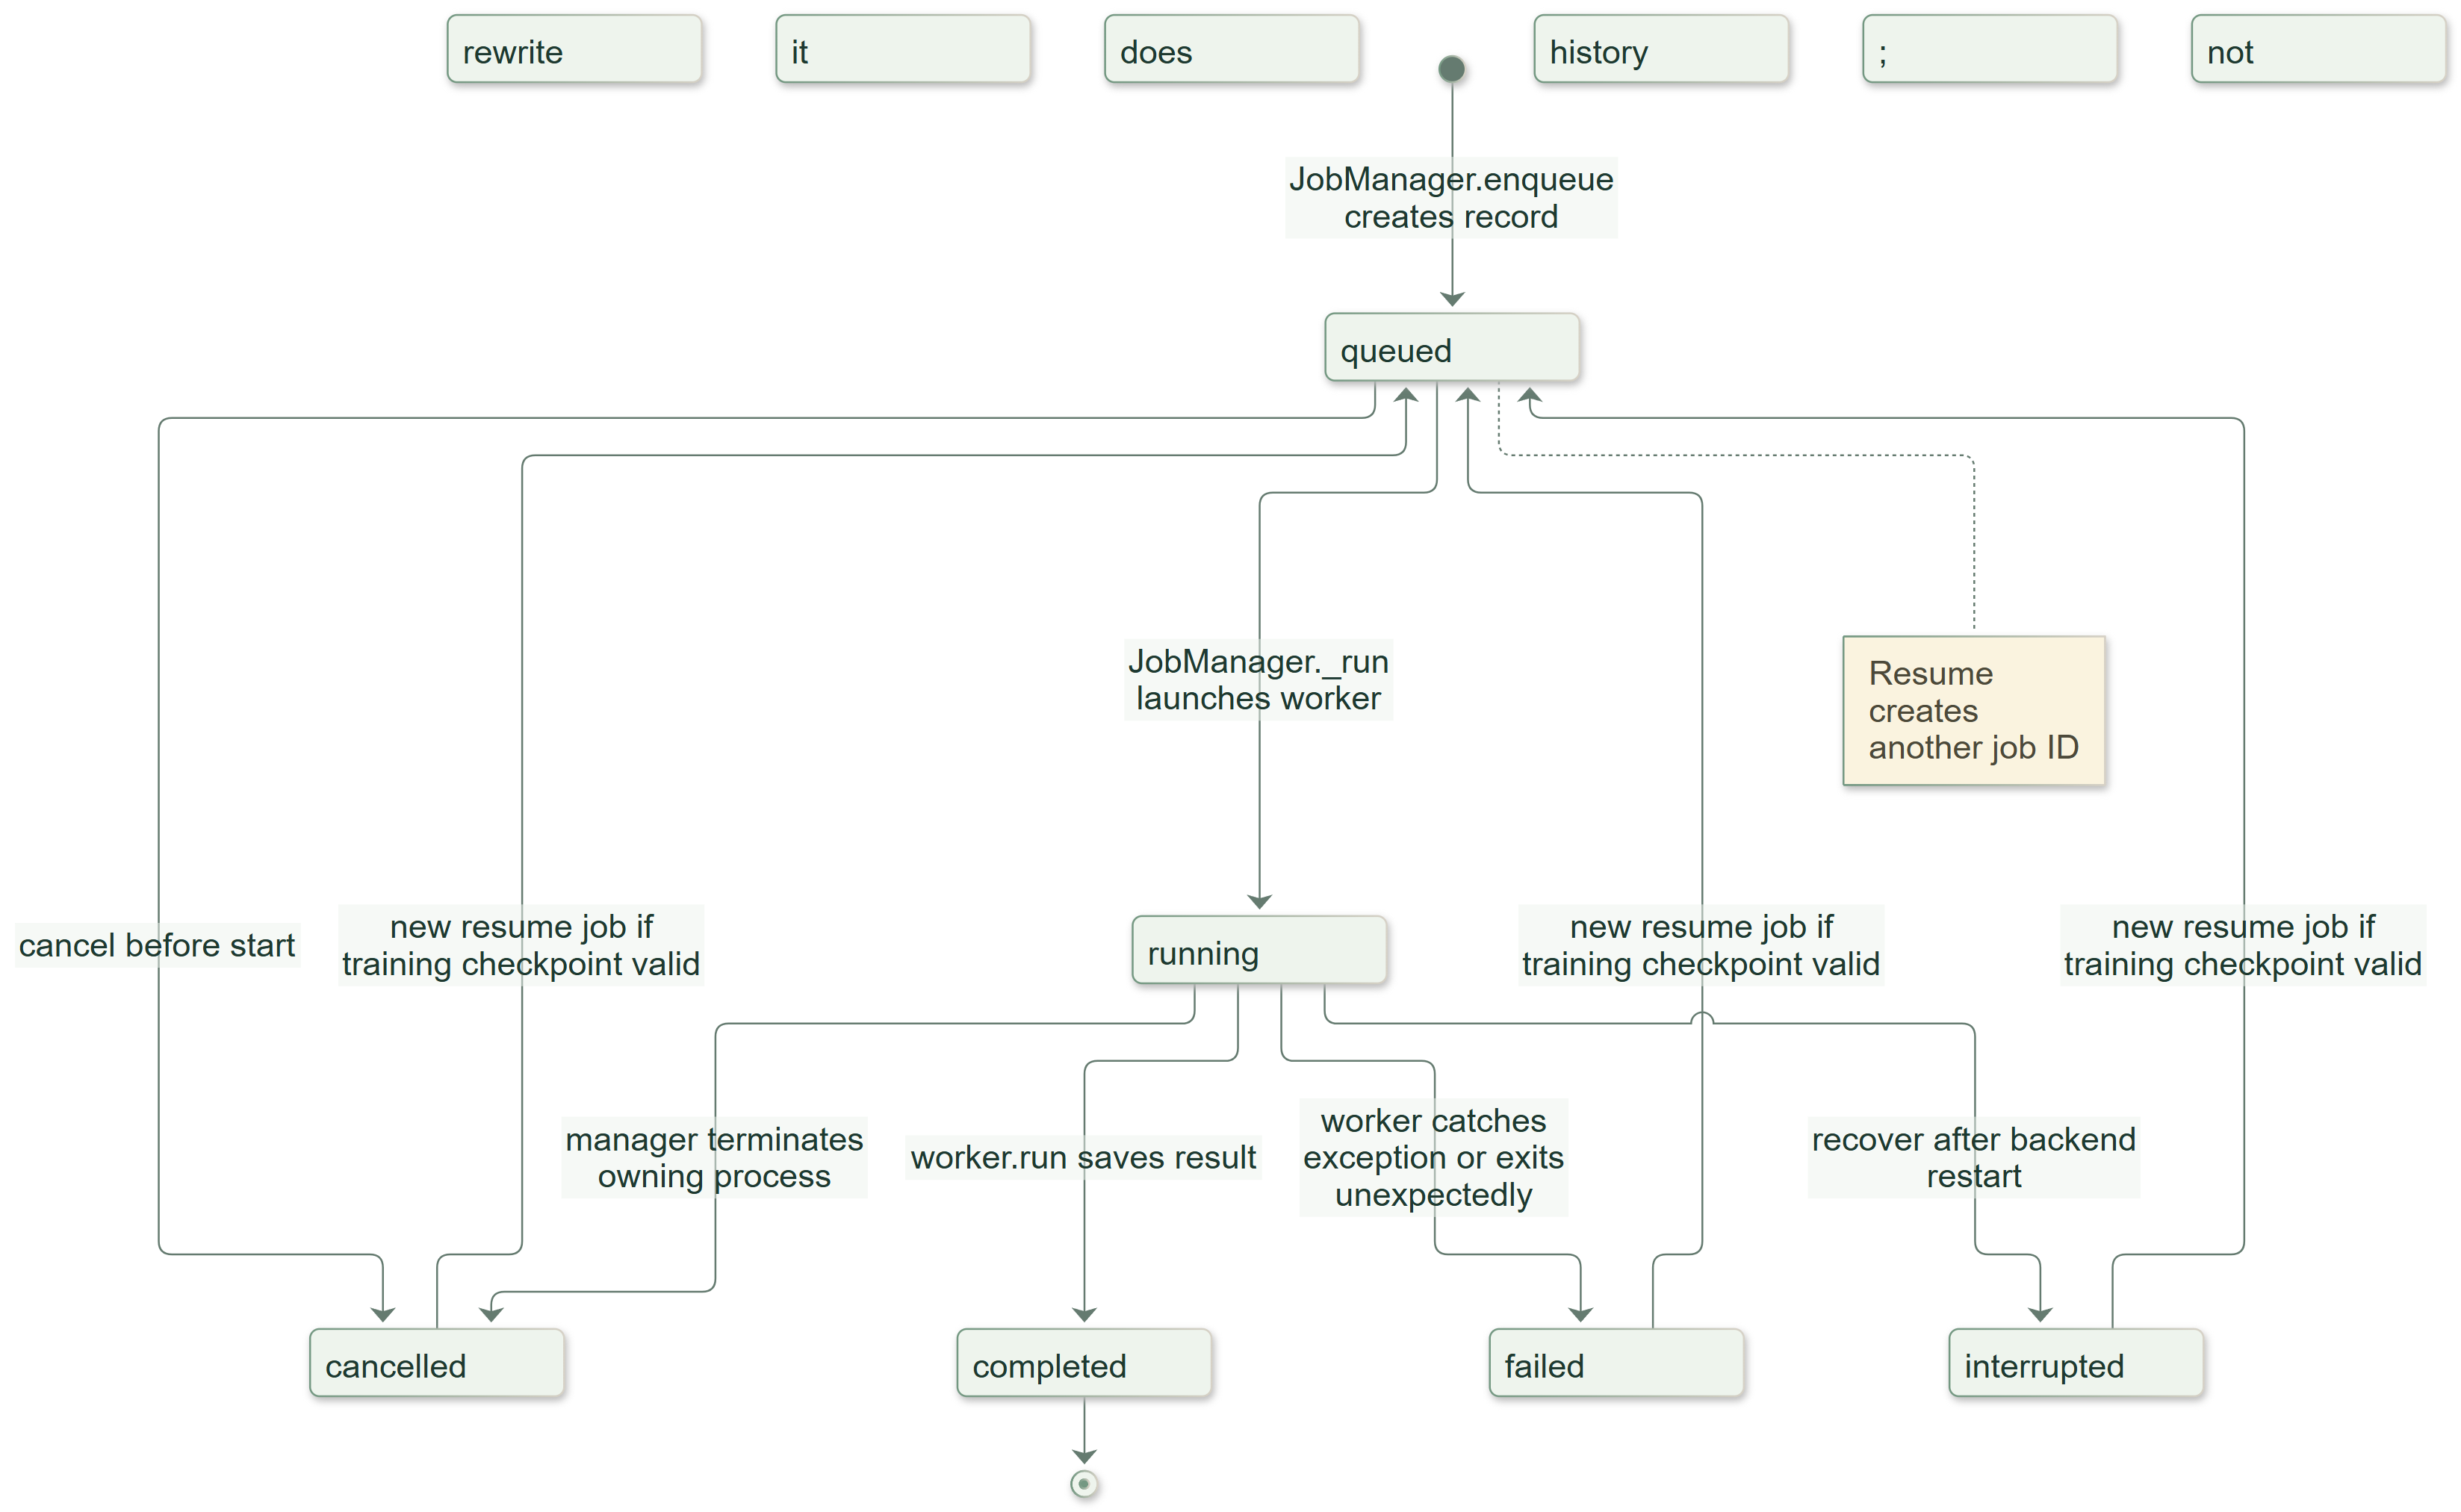 rewrite
it
does
history
;
not
JobManager.enqueue
creates record
queued
JobManager._run
launches worker
Resume
creates
another job ID
cancel before start
new resume job if
training checkpoint valid
running
new resume job if
training checkpoint valid
new resume job if
training checkpoint valid
manager terminates
owning process
worker.run saves result
worker catches
exception or exits
unexpectedly
recover after backend
restart
cancelled
completed
failed
interrupted